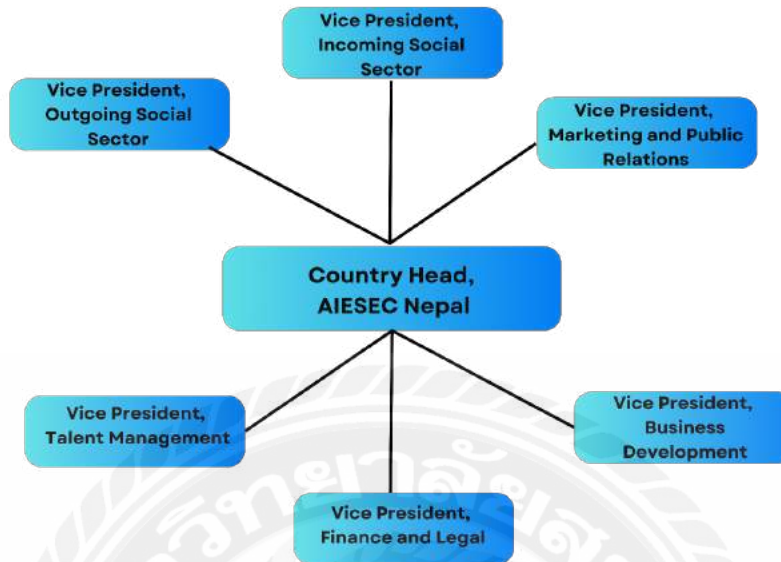 Vice President,
Incoming Social
Sector
Vice President,
Outgoing Social
Sector
Vice President,
Marketing and Public
Relations
Country Head,
AIESEC Nepal
Vice President,
Talent Management
Vice President,
Business
Development
Vice President,
Finance and Legal